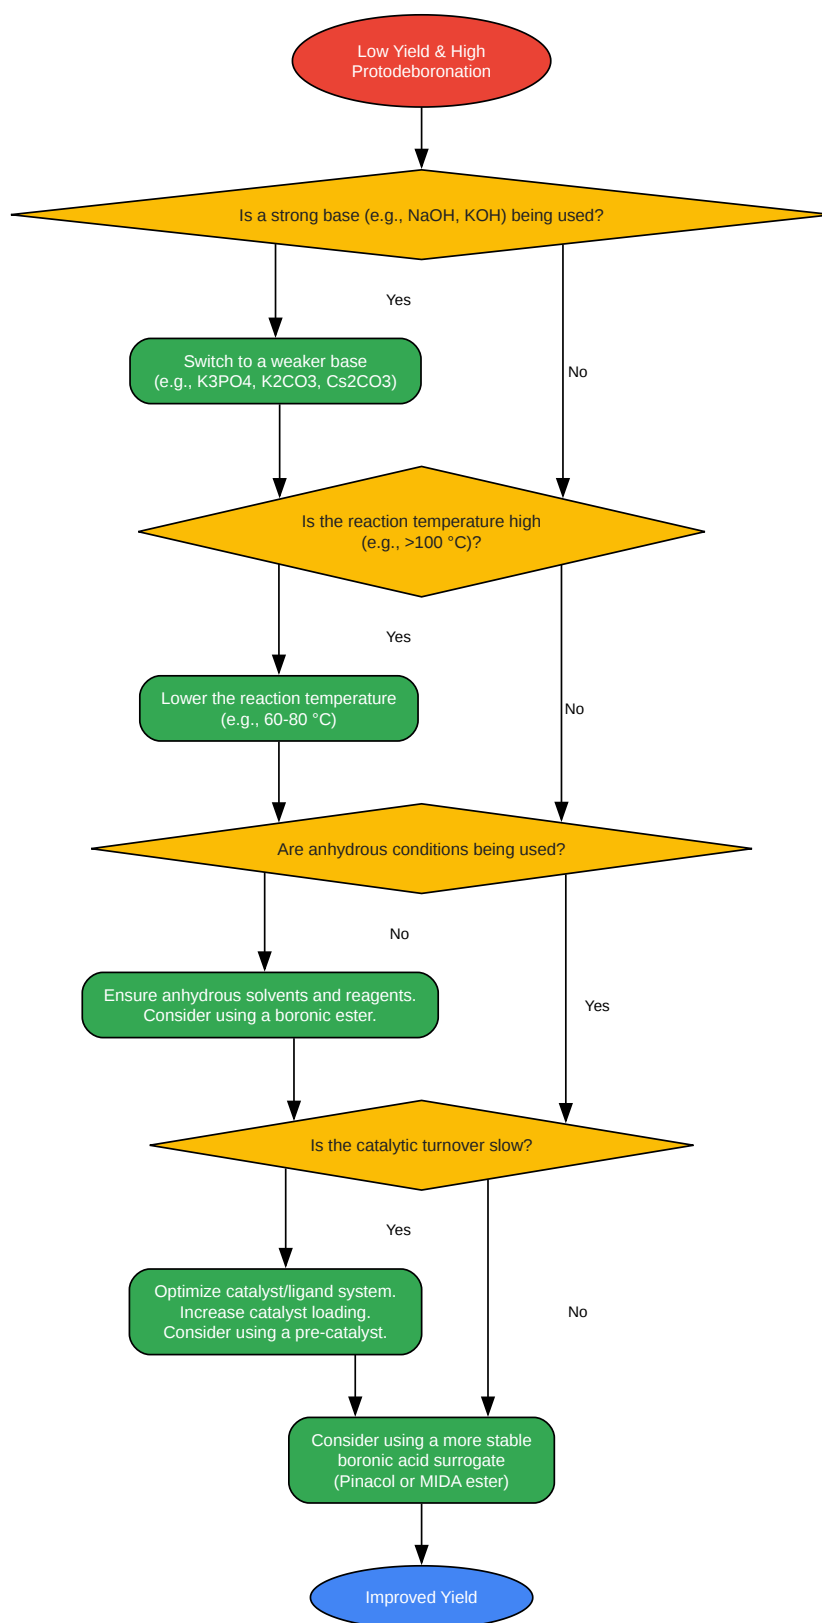 Low Yield & High
Protodeboronation
Is a strong base (e.g., NaOH, KOH) being used?
Yes
Switch to a weaker base
(e.g., K3PO4, K2CO3, Cs2CO3)
No
Is the reaction temperature high
(e.g., >100 °C)?
Yes
Lower the reaction temperature
(e.g., 60-80 °C)
No
Are anhydrous conditions being used?
No
Ensure anhydrous solvents and reagents.
Consider using a boronic ester.
Yes
Is the catalytic turnover slow?
Yes
Optimize catalyst/ligand system.
Increase catalyst loading.
Consider using a pre-catalyst.
No
Consider using a more stable
boronic acid surrogate
(Pinacol or MIDA ester)
Improved Yield